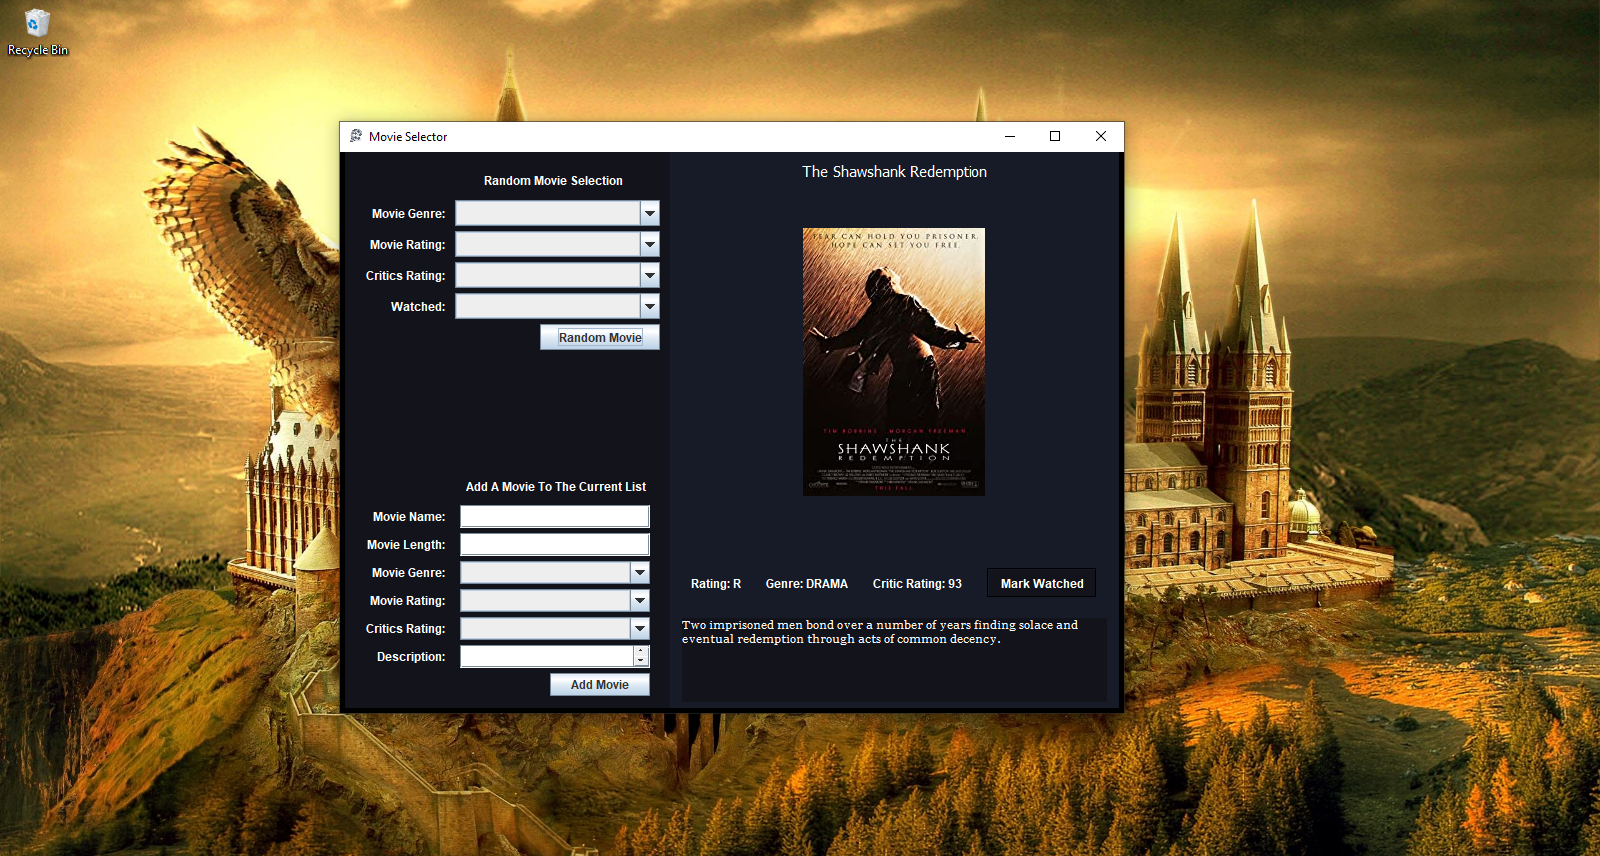 Recycle Bin
Movie Selector
Random Movie Selection
Movie Genre:
Movie Rating:
Critics Rating:
Watched:
Random Movie
Add A Movie To The Current List
Movie Name:
Movie Length:
Movie Genre:
Movie Rating:
Critics Rating:
Description:
Add Movie
The Shawshank Redemption
FEAR CAN HOLD YOU PRISONER.
HOPE CAN SET YOU FREE.
TIM ROBBINS MORGAN FREEMAN
THE
SHAWSHANK
REDEMPTION
THIS FALL
Rating: R
Genre: DRAMA
Critic Rating: 93
Mark Watched
Two imprisoned men bond over a number of years finding solace and
eventual redemption through acts of common decency.